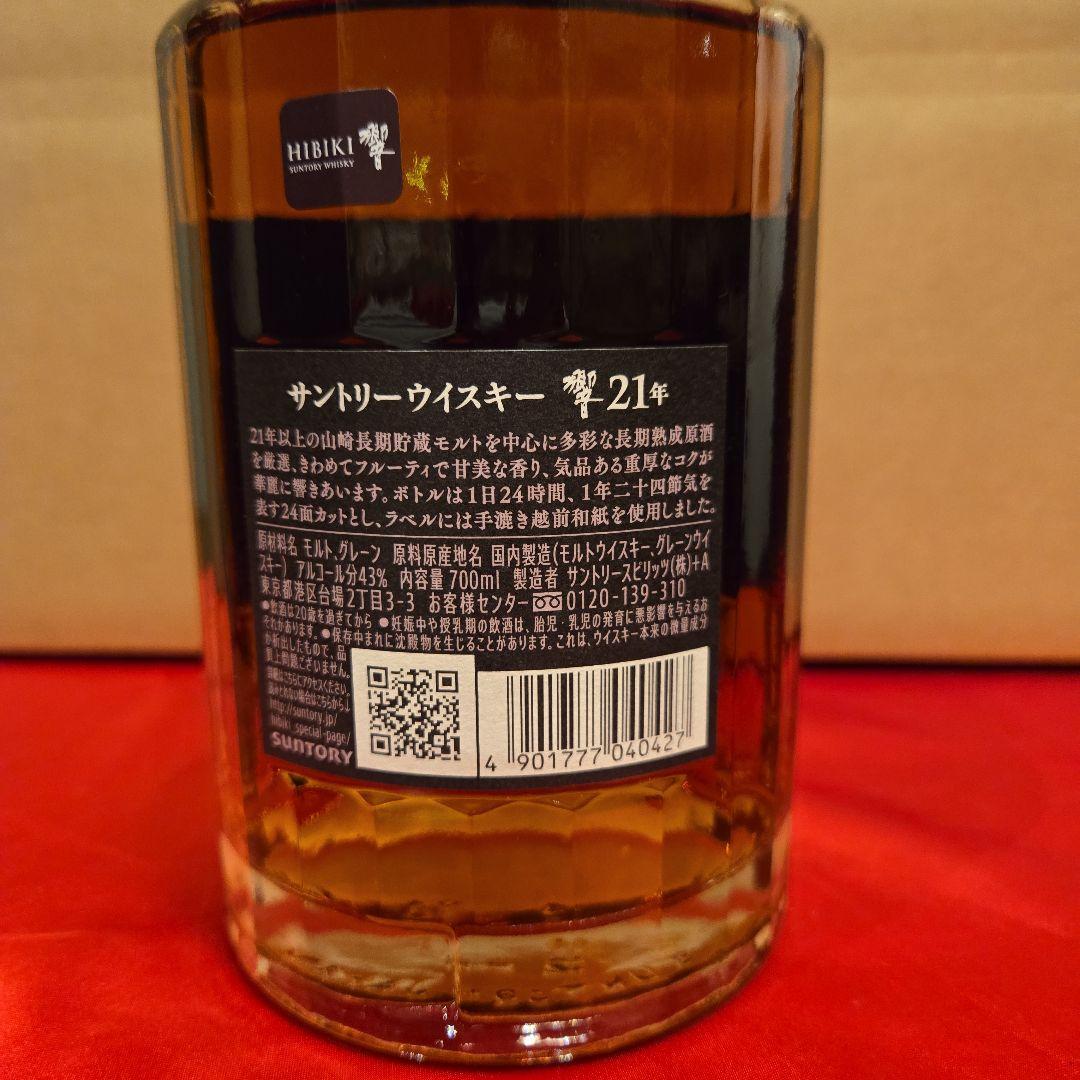 HIBIKI 響
SUNTORY WHISKY
サントリーウイスキー 響 21年
21年以上の山崎長期貯蔵モルトを中心に多彩な長期熟成原酒
を厳選、きわめてフルーティで甘美な香り、気品ある重厚なコクが
華麗に響きあいます。ボトルは1日24時間、1年二十四節気を
表す24面カットとし、ラベルには手漉き越前和紙を使用しました。
原材料名 モルト、グレーン 原料原産地名 国内製造(モルトウイスキー、グレーンウイ
スキー) アルコール分43% 内容量 700ml 製造者 サントリースピリッツ(株)+A
東京都港区台場2丁目3-3 お客様センター 0120-139-310
●飲酒は20歳を過ぎてから ●妊娠中や授乳期の飲酒は、胎児・乳児の発育に悪影響を与えるお
それがあります。●保存中まれに沈殿物を生じることがあります。これは、ウイスキー本来の微量成分
が析出したもので、品
質上問題ございません。
詳細はこちらにアクセスください。
読みとれない場合はこちらから↓
http://suntory.jp/
hibiki_special-page/
SUNTORY
4 901777 040427